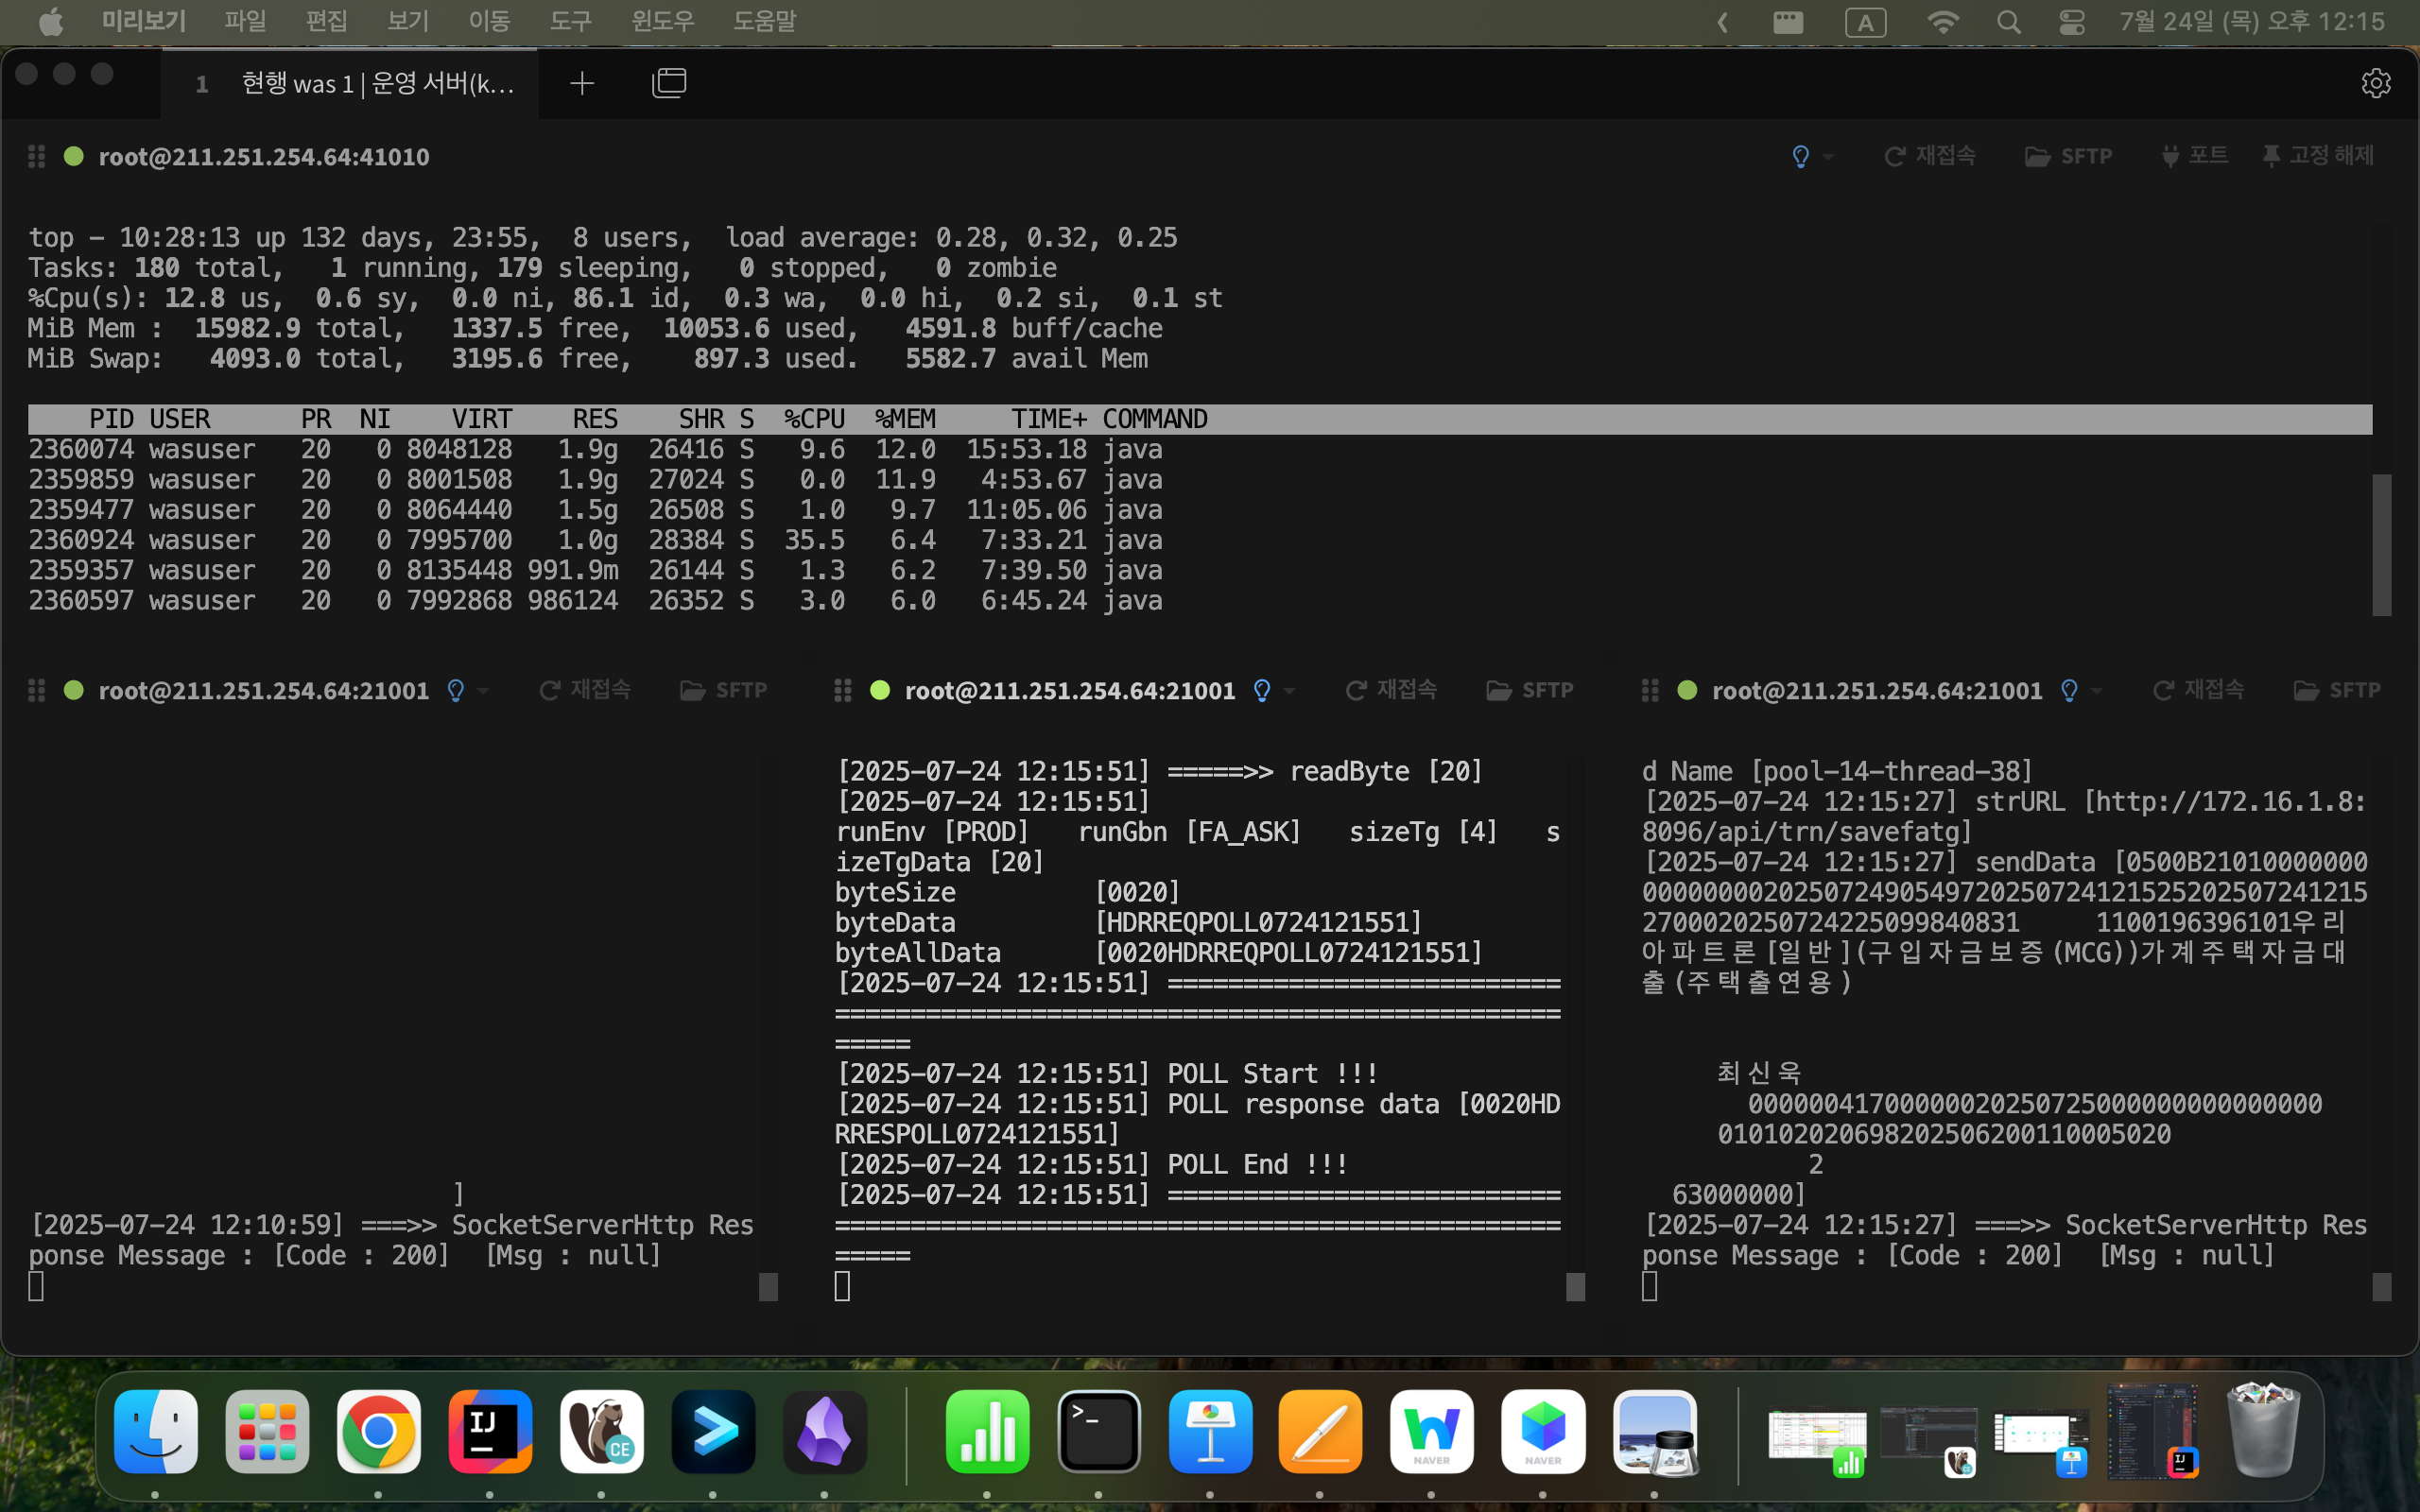 미리보기 파일 편집 보기 이동 도구 윈도우 도움말 A 7월 24일 (목) 오후 12:15
1 현행 was 1 | 운영 서버(k...
root@211.251.254.64:41010 재접속 SFTP 포트 고정 해제
top - 10:28:13 up 132 days, 23:55,  8 users,  load average: 0.28, 0.32, 0.25
Tasks: 180 total,   1 running, 179 sleeping,   0 stopped,   0 zombie
%Cpu(s): 12.8 us,  0.6 sy,  0.0 ni, 86.1 id,  0.3 wa,  0.0 hi,  0.2 si,  0.1 st
MiB Mem :  15982.9 total,   1337.5 free,  10053.6 used,   4591.8 buff/cache
MiB Swap:   4093.0 total,   3195.6 free,    897.3 used.   5582.7 avail Mem
PID USER      PR  NI    VIRT    RES    SHR S  %CPU  %MEM     TIME+ COMMAND
2360074 wasuser   20   0 8048128   1.9g  26416 S   9.6  12.0  15:53.18 java
2359859 wasuser   20   0 8001508   1.9g  27024 S   0.0  11.9   4:53.67 java
2359477 wasuser   20   0 8064440   1.5g  26508 S   1.0   9.7  11:05.06 java
2360924 wasuser   20   0 7995700   1.0g  28384 S  35.5   6.4   7:33.21 java
2359357 wasuser   20   0 8135448 991.9m  26144 S   1.3   6.2   7:39.50 java
2360597 wasuser   20   0 7992868 986124  26352 S   3.0   6.0   6:45.24 java
root@211.251.254.64:21001 재접속 SFTP
]
[2025-07-24 12:10:59] ===>> SocketServerHttp Res
ponse Message : [Code : 200]  [Msg : null]
root@211.251.254.64:21001 재접속 SFTP
[2025-07-24 12:15:51] =====>> readByte [20]
[2025-07-24 12:15:51]
runEnv [PROD]   runGbn [FA_ASK]   sizeTg [4]   s
izeTgData [20]
byteSize         [0020]
byteData         [HDRREQPOLL0724121551]
byteAllData      [0020HDRREQPOLL0724121551]
[2025-07-24 12:15:51] ==========================
================================================
=====
[2025-07-24 12:15:51] POLL Start !!!
[2025-07-24 12:15:51] POLL response data [0020HD
RRESPOLL0724121551]
[2025-07-24 12:15:51] POLL End !!!
[2025-07-24 12:15:51] ==========================
================================================
=====
root@211.251.254.64:21001 재접속 SFTP
d Name [pool-14-thread-38]
[2025-07-24 12:15:27] strURL [http://172.16.1.8:
8096/api/trn/savefatg]
[2025-07-24 12:15:27] sendData [0500B21010000000
000000002025072490549720250724121525202507241215
270002025072422509984083​1     1100196396101우리
아파트론[일반](구입자금보증(MCG))가계주택자금대
출(주택출연용)
최신욱
00000041700000020250725000000000000000
010102020698202506200110005020
2
63000000]
[2025-07-24 12:15:27] ===>> SocketServerHttp Res
ponse Message : [Code : 200]  [Msg : null]
IJ
CE
>_
NAVER
NAVER
IJ